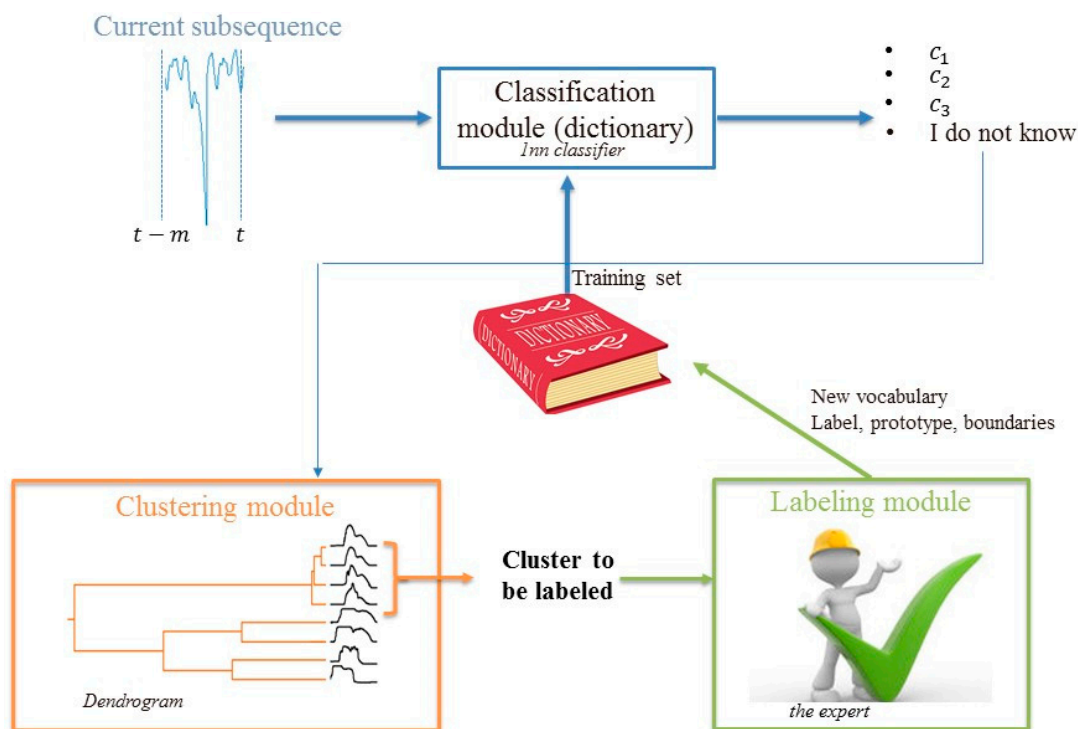 Current subsequence
t − m
t
Classification
module (dictionary)
1nn classifier
• c₁
• c₂
• c₃
• I do not know
Training set
DICTIONARY
DICTIONARY
New vocabulary
Label, prototype, boundaries
Clustering module
Dendrogram
Cluster to
be labeled
Labeling module
the expert